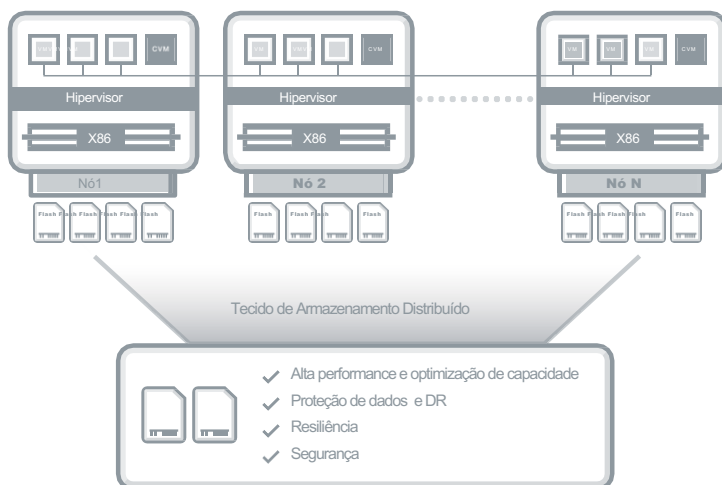 CVM
VM VM VM CVM
VM VM VM CVM
Hipervisor
Hipervisor
Hipervisor
X86
X86
X86
Nó1
Nó 2
Nó N
Flash Flash Flash Flash
Flash Flash Flash Flash
Flash Flash Flash Flash
Tecido de Armazenamento Distribuído
Alta performance e optimização de capacidade
Proteção de dados e DR
Resiliência
Segurança